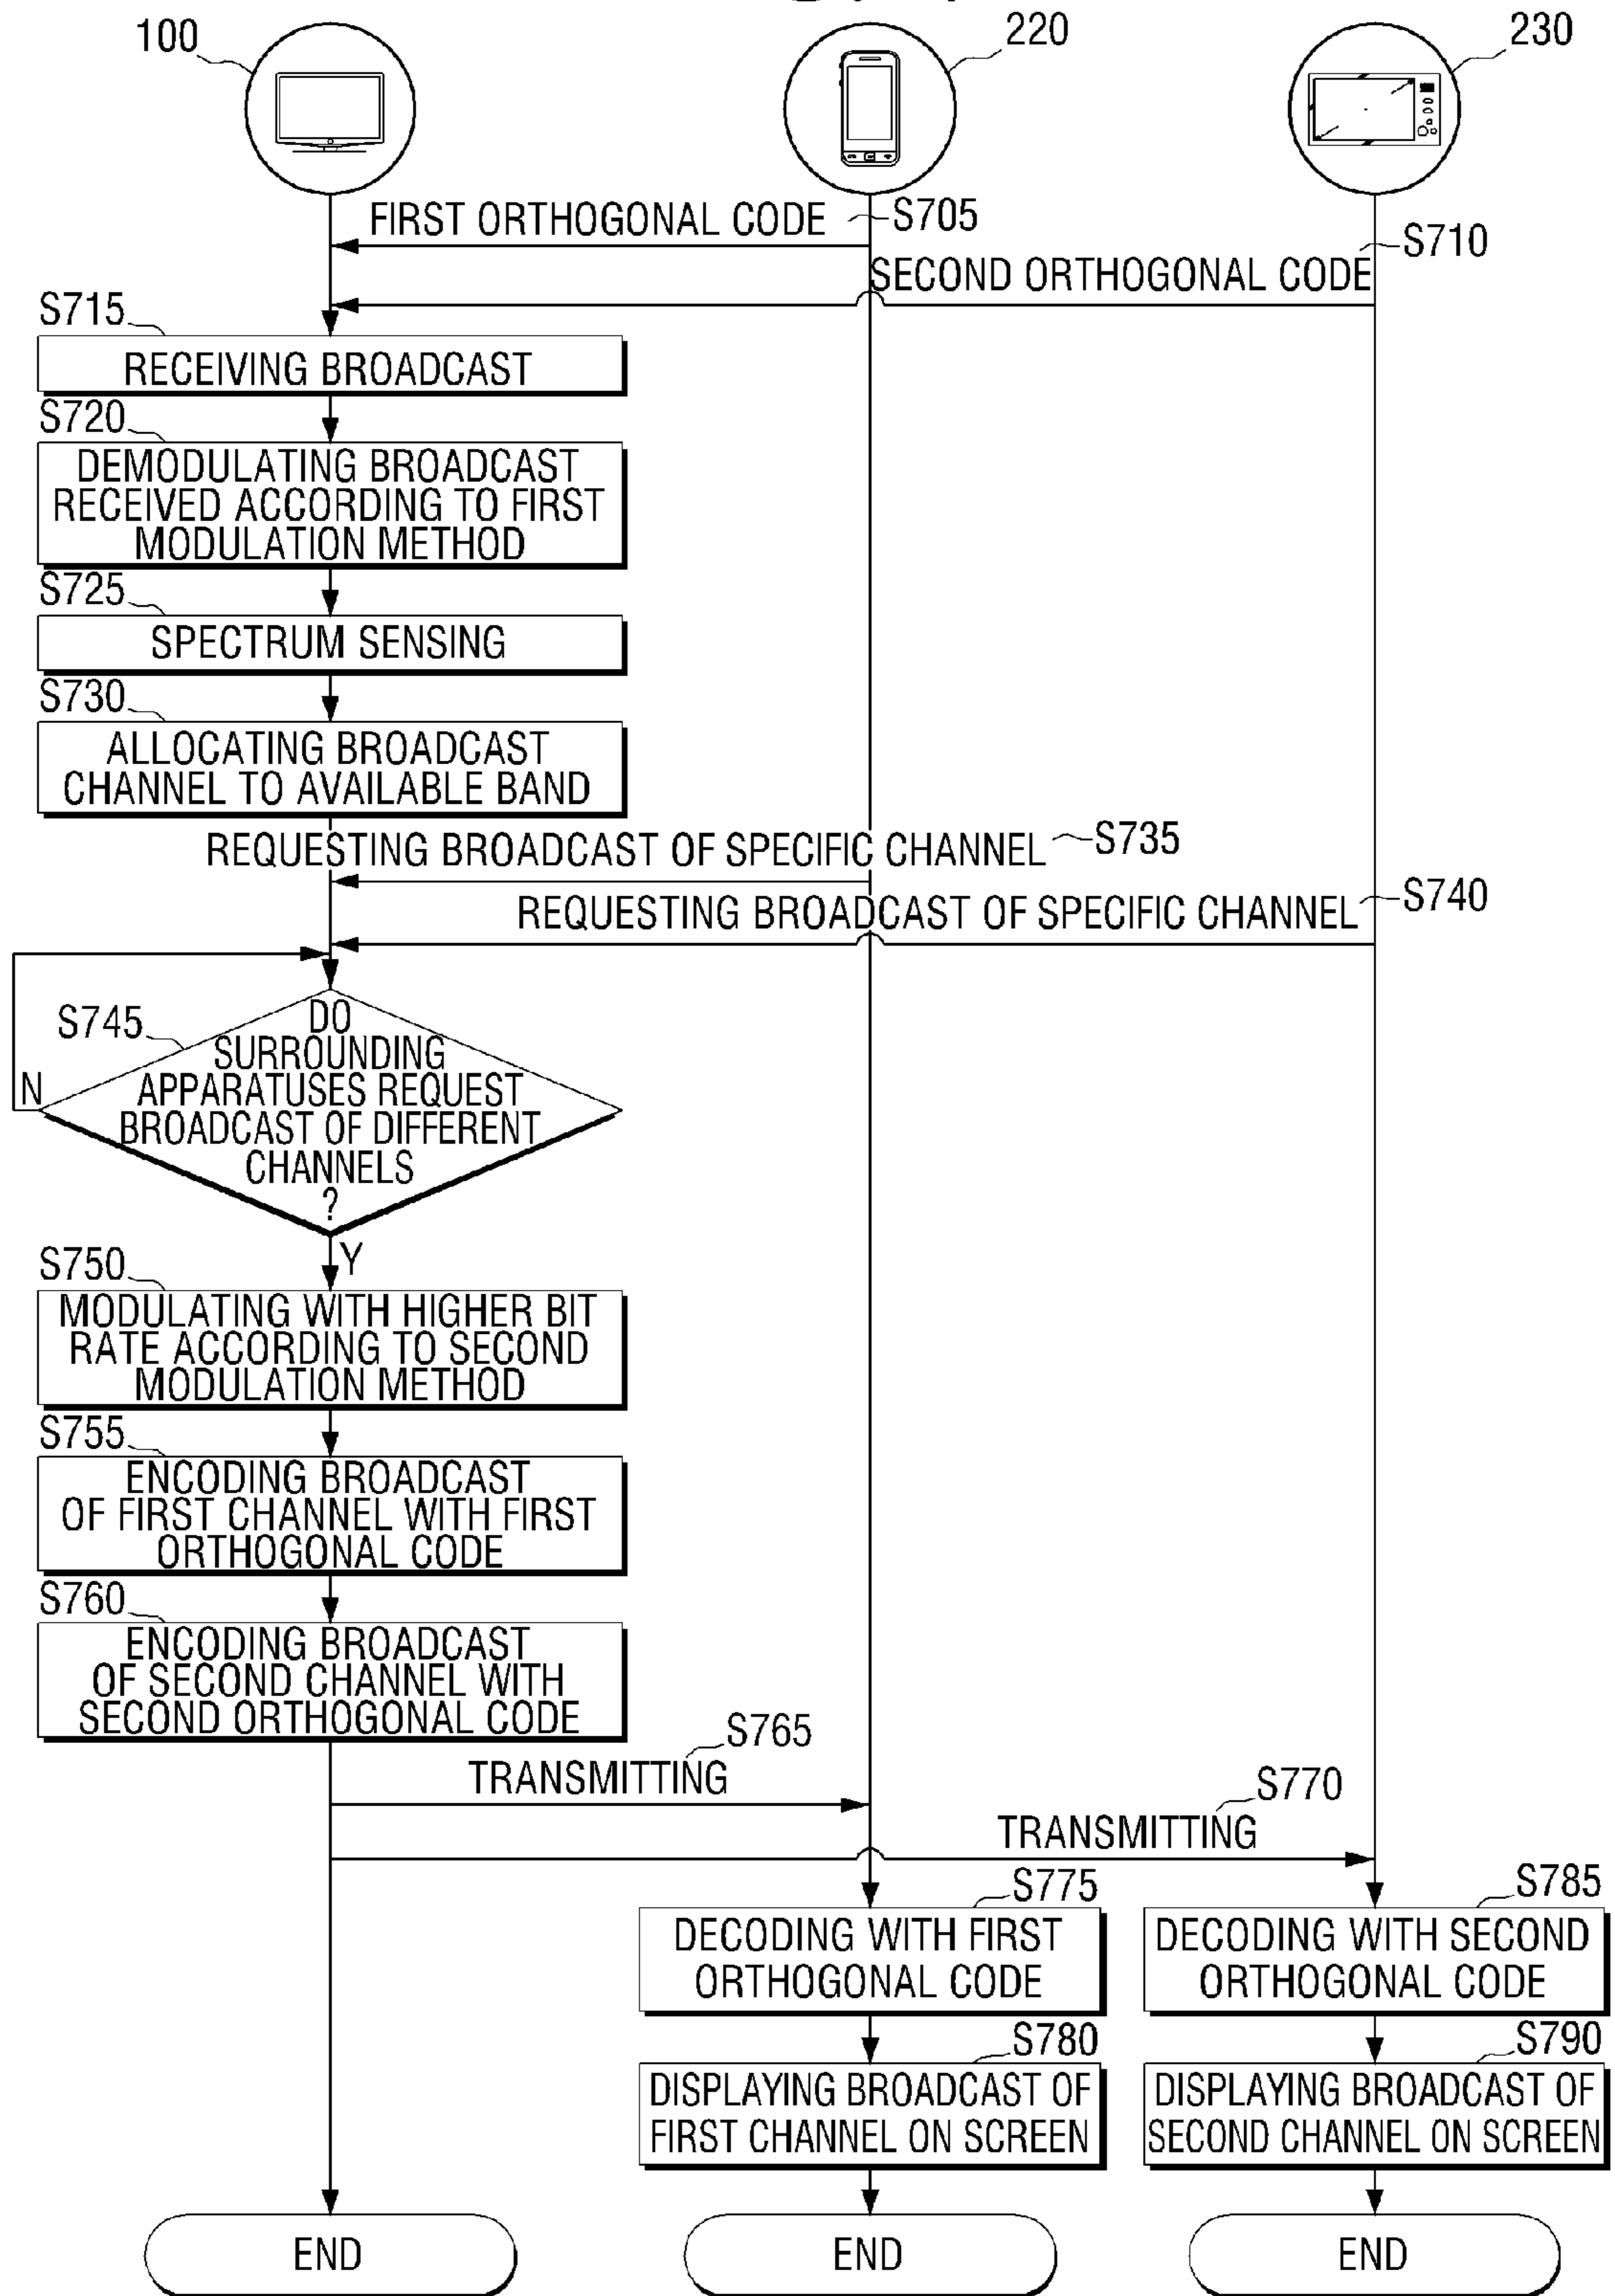 100
220
230
FIRST ORTHOGONAL CODE
S705
S710
SECOND ORTHOGONAL CODE
S715
RECEIVING BROADCAST
S720
DEMODULATING BROADCAST
RECEIVED ACCORDING TO FIRST
MODULATION METHOD
S725
SPECTRUM SENSING
S730
ALLOCATING BROADCAST
CHANNEL TO AVAILABLE BAND
REQUESTING BROADCAST OF SPECIFIC CHANNEL
S735
REQUESTING BROADCAST OF SPECIFIC CHANNEL
S740
S745
DO
SURROUNDING
APPARATUSES REQUEST
BROADCAST OF DIFFERENT
CHANNELS
?
N
Y
S750
MODULATING WITH HIGHER BIT
RATE ACCORDING TO SECOND
MODULATION METHOD
S755
ENCODING BROADCAST
OF FIRST CHANNEL WITH FIRST
ORTHOGONAL CODE
S760
ENCODING BROADCAST
OF SECOND CHANNEL WITH
SECOND ORTHOGONAL CODE
S765
TRANSMITTING
S770
TRANSMITTING
S775
DECODING WITH FIRST
ORTHOGONAL CODE
S785
DECODING WITH SECOND
ORTHOGONAL CODE
S780
DISPLAYING BROADCAST OF
FIRST CHANNEL ON SCREEN
S790
DISPLAYING BROADCAST OF
SECOND CHANNEL ON SCREEN
END
END
END